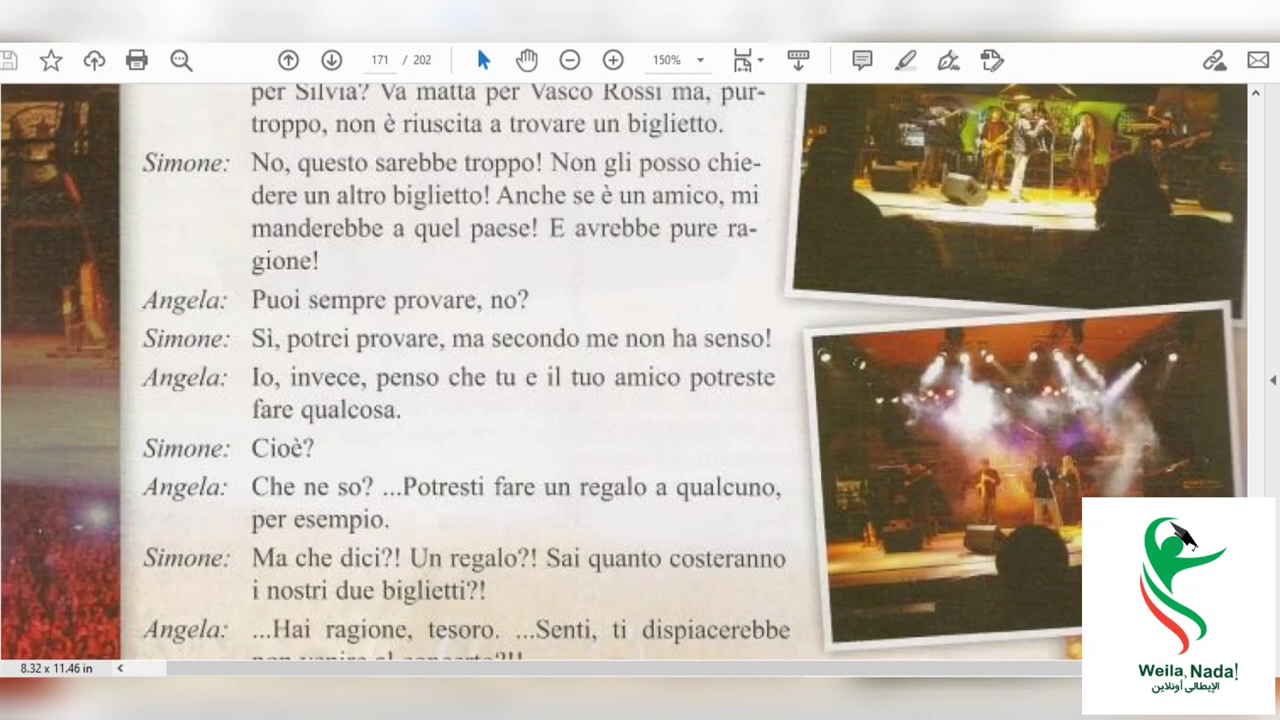 171 / 202
150%
per Silvia? Va matta per Vasco Rossi ma, pur-
troppo, non è riuscita a trovare un biglietto.
Simone: No, questo sarebbe troppo! Non gli posso chie-
dere un altro biglietto! Anche se è un amico, mi
manderebbe a quel paese! E avrebbe pure ra-
gione!
Angela: Puoi sempre provare, no?
Simone: Sì, potrei provare, ma secondo me non ha senso!
Angela: Io, invece, penso che tu e il tuo amico potreste
fare qualcosa.
Simone: Cioè?
Angela: Che ne so? ...Potresti fare un regalo a qualcuno,
per esempio.
Simone: Ma che dici?! Un regalo?! Sai quanto costeranno
i nostri due biglietti?!
Angela: ...Hai ragione, tesoro. ...Senti, ti dispiacerebbe
non venire al concerto?!!
8.32 x 11.46 in
Weila, Nada!
الإيطالى أونلاين